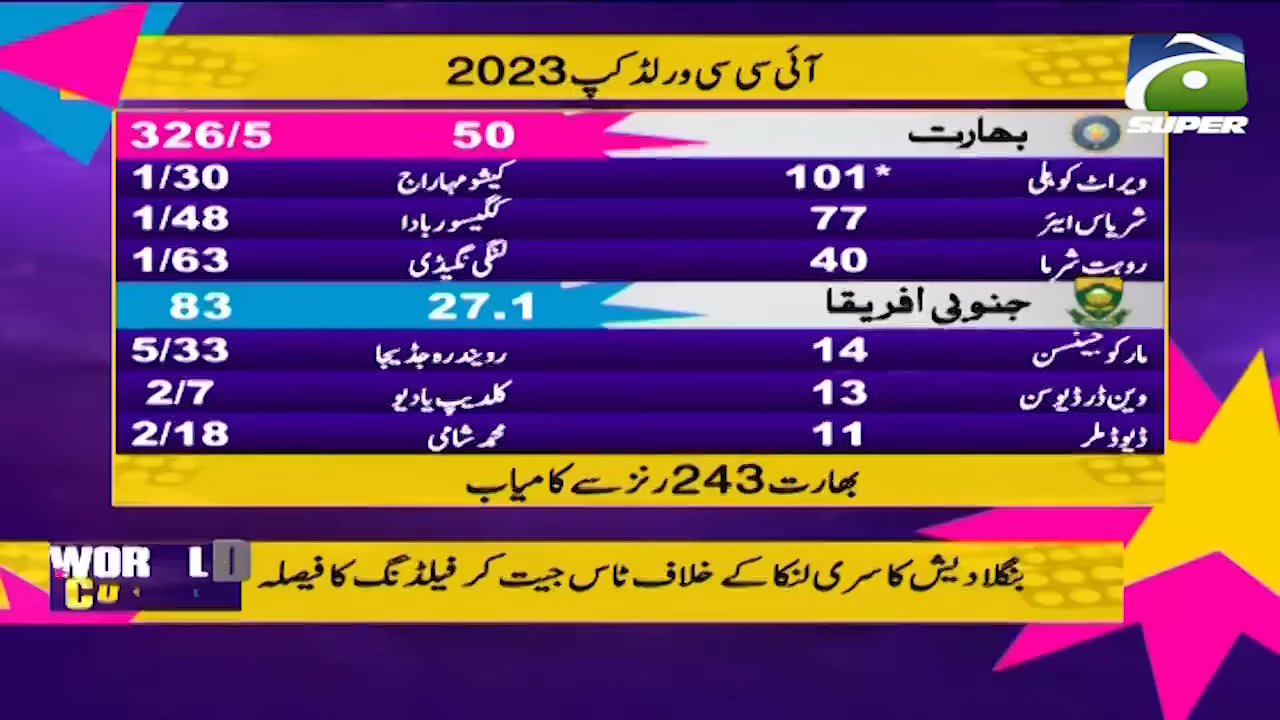 آئی سی سی ورلڈ کپ 2023
SUPER
بھارت 50 326/5
ویراٹ کوہلی 101* کیشو مہاراج 1/30
شریاس ایئر 77 کگیسو ربادا 1/48
روہت شرما 40 لنگی نگیڈی 1/63
جنوبی افریقا 27.1 83
مارکو جینسن 14 رویندرہ جڈیجا 5/33
وین ڈر ڈیوسن 13 کلدیپ یادیو 2/7
ڈیوڈ ملر 11 محمد شامی 2/18
بھارت 243 رنز سے کامیاب
بنگلا دیش کا سری لنکا کے خلاف ٹاس جیت کر فیلڈنگ کا فیصلہ
WORLD